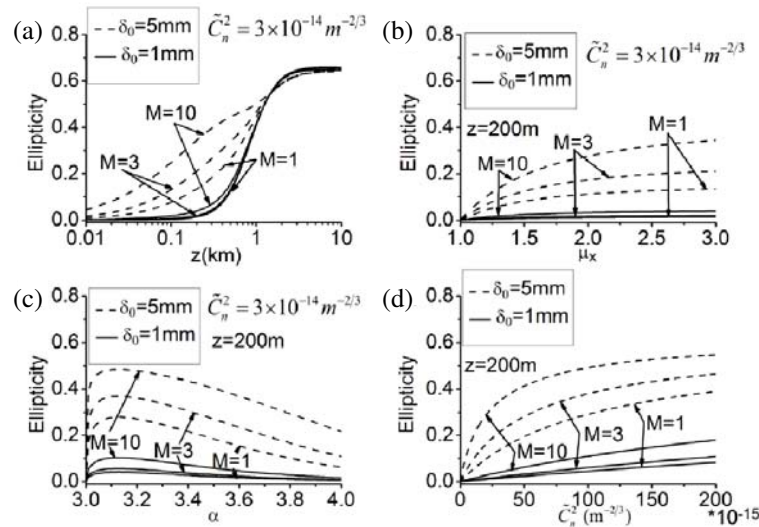 (a)
δ₀=5mm
δ₀=1mm
C̃ₙ² = 3×10⁻¹⁴ m⁻²/³
Ellipticity
0.8
0.6
0.4
0.2
0.0
M=10
M=3
M=1
0.01 0.1 1 10
z(km)
(b)
δ₀=5mm
δ₀=1mm
C̃ₙ² = 3×10⁻¹⁴ m⁻²/³
z=200m
Ellipticity
0.8
0.6
0.4
0.2
0.0
M=10
M=3
M=1
1.0 1.5 2.0 2.5 3.0
μₓ
(c)
δ₀=5mm
δ₀=1mm
C̃ₙ² = 3×10⁻¹⁴ m⁻²/³
z=200m
Ellipticity
0.8
0.6
0.4
0.2
0.0
M=10
M=3
M=1
3.0 3.2 3.4 3.6 3.8 4.0
α
(d)
δ₀=5mm
δ₀=1mm
z=200m
Ellipticity
0.8
0.6
0.4
0.2
0.0
M=10
M=3
M=1
0 50 100 150 200
C̃ₙ² (m⁻²/³) *10⁻¹⁵